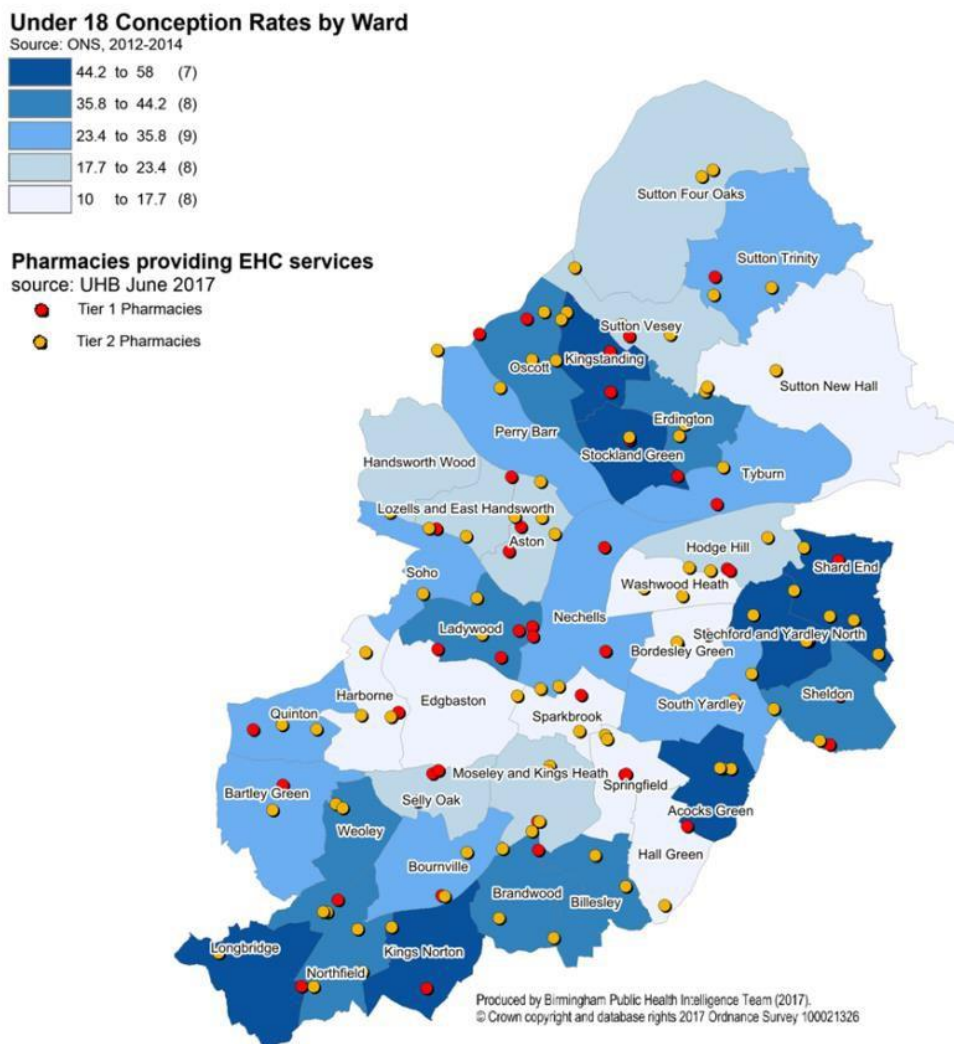 Under 18 Conception Rates by Ward
Source: ONS, 2012-2014
44.2 to 58 (7)
35.8 to 44.2 (8)
23.4 to 35.8 (9)
17.7 to 23.4 (8)
10 to 17.7 (8)
Pharmacies providing EHC services
source: UHB June 2017
Tier 1 Pharmacies
Tier 2 Pharmacies
Sutton Four Oaks
Sutton Trinity
Sutton Vesey
Kingstanding
Oscott
Sutton New Hall
Erdington
Perry Barr
Stockland Green
Handsworth Wood
Tyburn
Lozells and East Handsworth
Aston
Hodge Hill
Shard End
Soho
Washwood Heath
Nechells
Ladywood
Stechford and Yardley North
Bordesley Green
Harborne
Edgbaston
Sheldon
South Yardley
Quinton
Sparkbrook
Moseley and Kings Heath
Springfield
Bartley Green
Selly Oak
Acocks Green
Weoley
Hall Green
Bournville
Brandwood
Billesley
Longbridge
Kings Norton
Northfield
Produced by Birmingham Public Health Intelligence Team (2017).
© Crown copyright and database rights 2017 Ordnance Survey 100021326